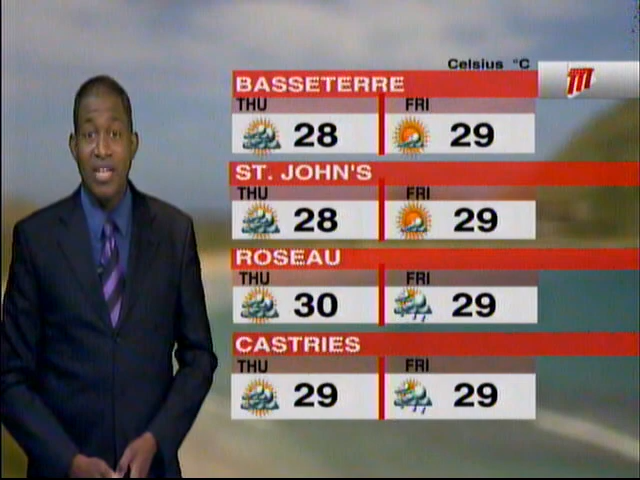 Celsius °C
BASSETERRE
THU FRI
28 29
ST. JOHN'S
THU FRI
28 29
ROSEAU
THU FRI
30 29
CASTRIES
THU FRI
29 29